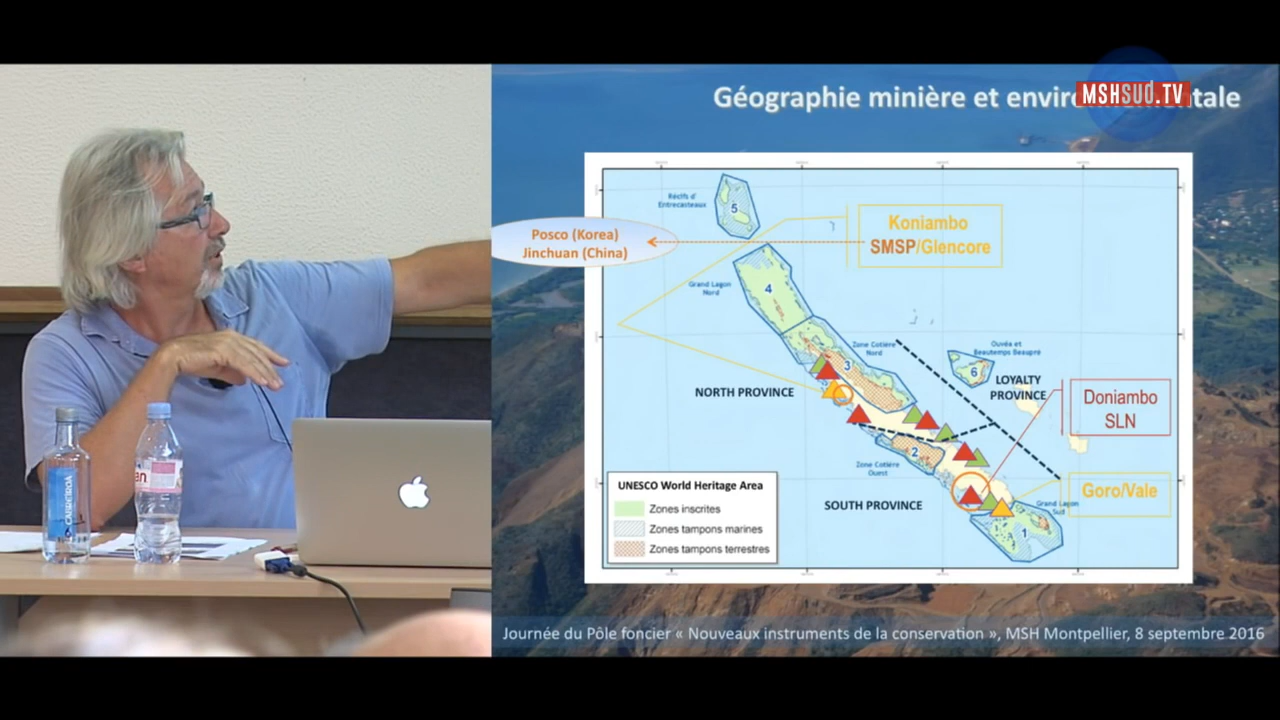 MSHSUD.TV
Géographie minière et enviro
tale
Récifs d'
Entrecasteaux
5
Koniambo
SMSP/Glencore
Posco (Korea)
Jinchuan (China)
Grand Lagon
Nord
4
Zone Cotière
Nord
Ouvéa et
Beautemps Beaupré
3
6
NORTH PROVINCE
LOYALTY
PROVINCE
Doniambo
SLN
2
Zone Cotière
Ouest
SOUTH PROVINCE
Goro/Vale
Grand Lagon
Sud
1
UNESCO World Heritage Area
Zones inscrites
Zones tampons marines
Zones tampons terrestres
CABREIROÁ
Journée du Pôle foncier « Nouveaux instruments de la conservation », MSH Montpellier, 8 septembre 2016